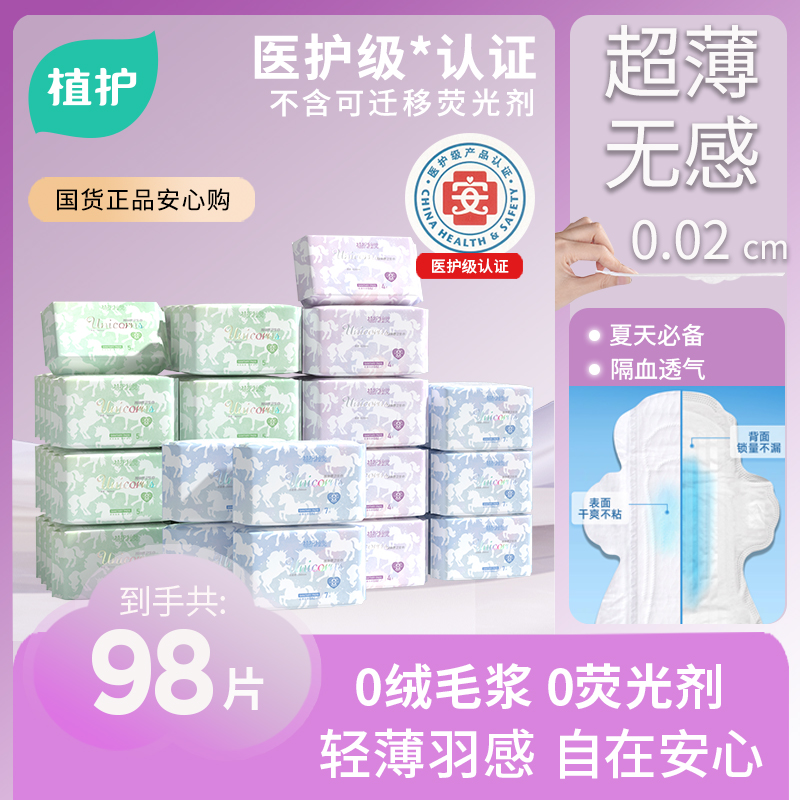 植护
医护级*认证
不含可迁移荧光剂
国货正品安心购
医护级产品认证
安
CHINA HEALTH & SAFETY
医护级认证
超薄
无感
0.02 cm
夏天必备
隔血透气
背面
锁量不漏
表面
干爽不粘
Unicorns
到手共:
98片
0绒毛浆 0荧光剂
轻薄羽感 自在安心